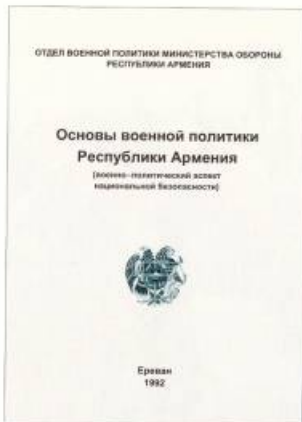 ОТДЕЛ ВОЕННОЙ ПОЛИТИКИ МИНИСТЕРСТВА ОБОРОНЫ
РЕСПУБЛИКИ АРМЕНИЯ
Основы военной политики
Республики Армения
(военно-политический аспект
национальной безопасности)
Ереван
1992